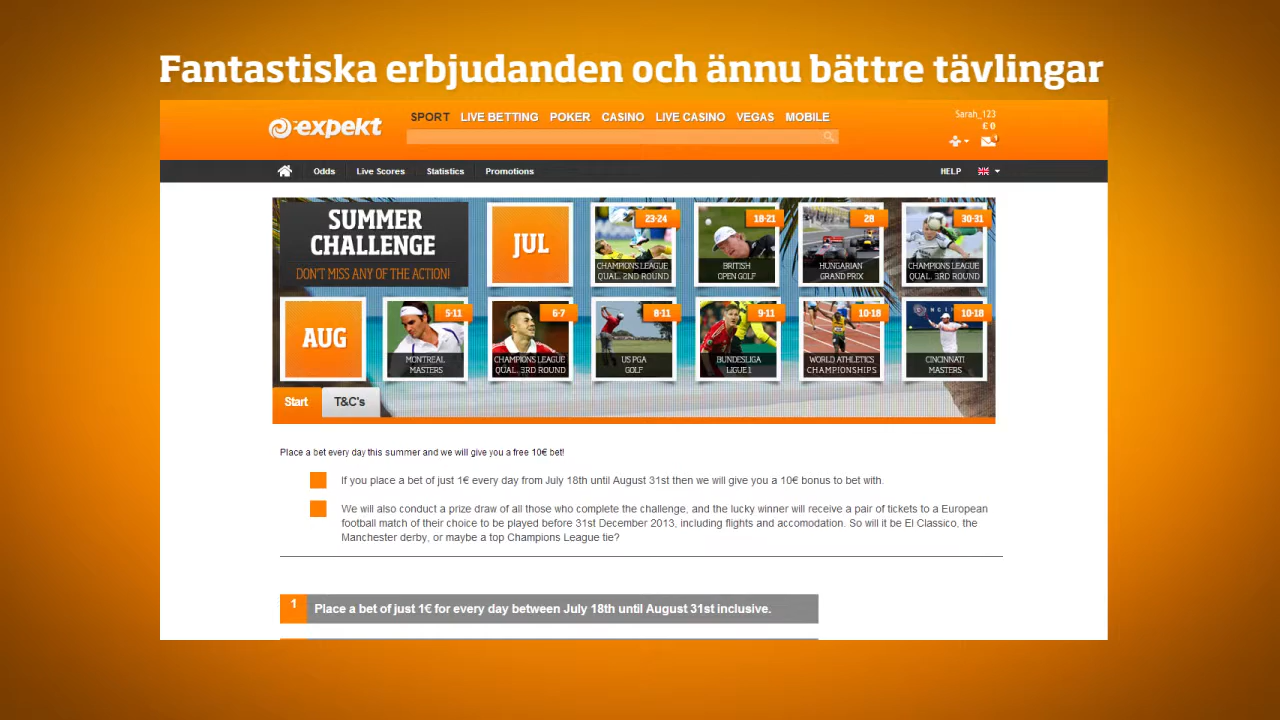 Fantastiska erbjudanden och ännu bättre tävlingar
expekt
SPORT LIVE BETTING POKER CASINO LIVE CASINO VEGAS MOBILE
Sarah_123
£ 0
Odds Live Scores Statistics Promotions HELP
SUMMER
CHALLENGE
DON'T MISS ANY OF THE ACTION!
JUL
23-24
CHAMPIONS LEAGUE
QUAL. 2ND ROUND
18-21
BRITISH
OPEN GOLF
28
HUNGARIAN
GRAND PRIX
30-31
CHAMPIONS LEAGUE
QUAL. 3RD ROUND
AUG
5-11
MONTREAL
MASTERS
6-7
CHAMPIONS LEAGUE
QUAL. 3RD ROUND
8-11
US PGA
GOLF
9-11
BUNDESLIGA
LIGUE 1
10-18
WORLD ATHLETICS
CHAMPIONSHIPS
10-18
CINCINNATI
MASTERS
Start T&C's
Place a bet every day this summer and we will give you a free 10€ bet!
If you place a bet of just 1€ every day from July 18th until August 31st then we will give you a 10€ bonus to bet with.
We will also conduct a prize draw of all those who complete the challenge, and the lucky winner will receive a pair of tickets to a European
football match of their choice to be played before 31st December 2013, including flights and accomodation. So will it be El Classico, the
Manchester derby, or maybe a top Champions League tie?
1 Place a bet of just 1€ for every day between July 18th until August 31st inclusive.